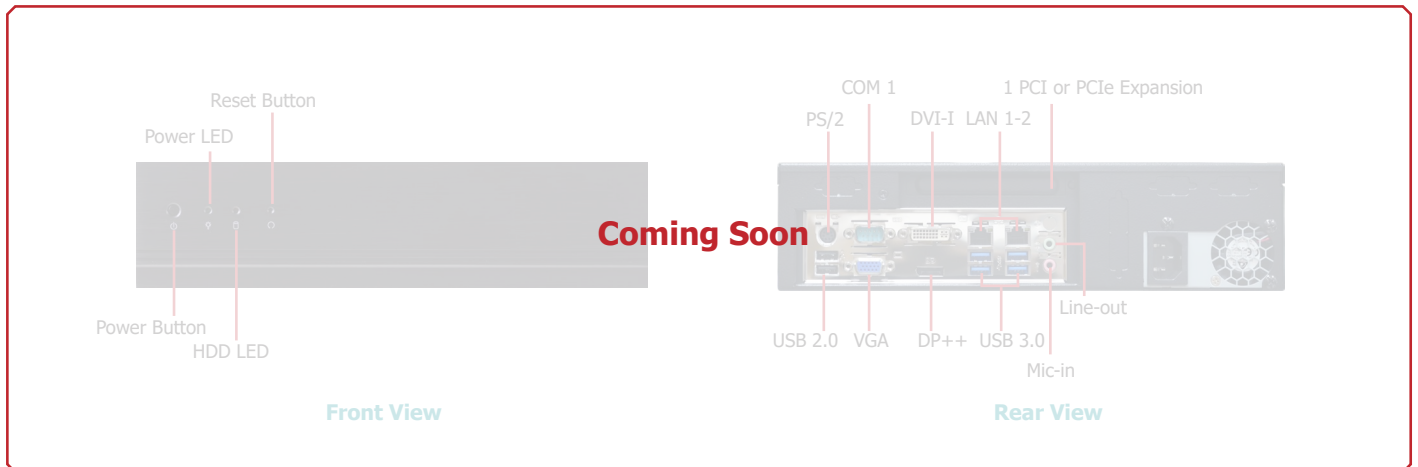 Reset Button
Power LED
Power Button
HDD LED
Front View
Coming Soon
COM 1
1 PCI or PCIe Expansion
PS/2
DVI-I
LAN 1-2
Line-out
USB 2.0
VGA
DP++
USB 3.0
Mic-in
Rear View